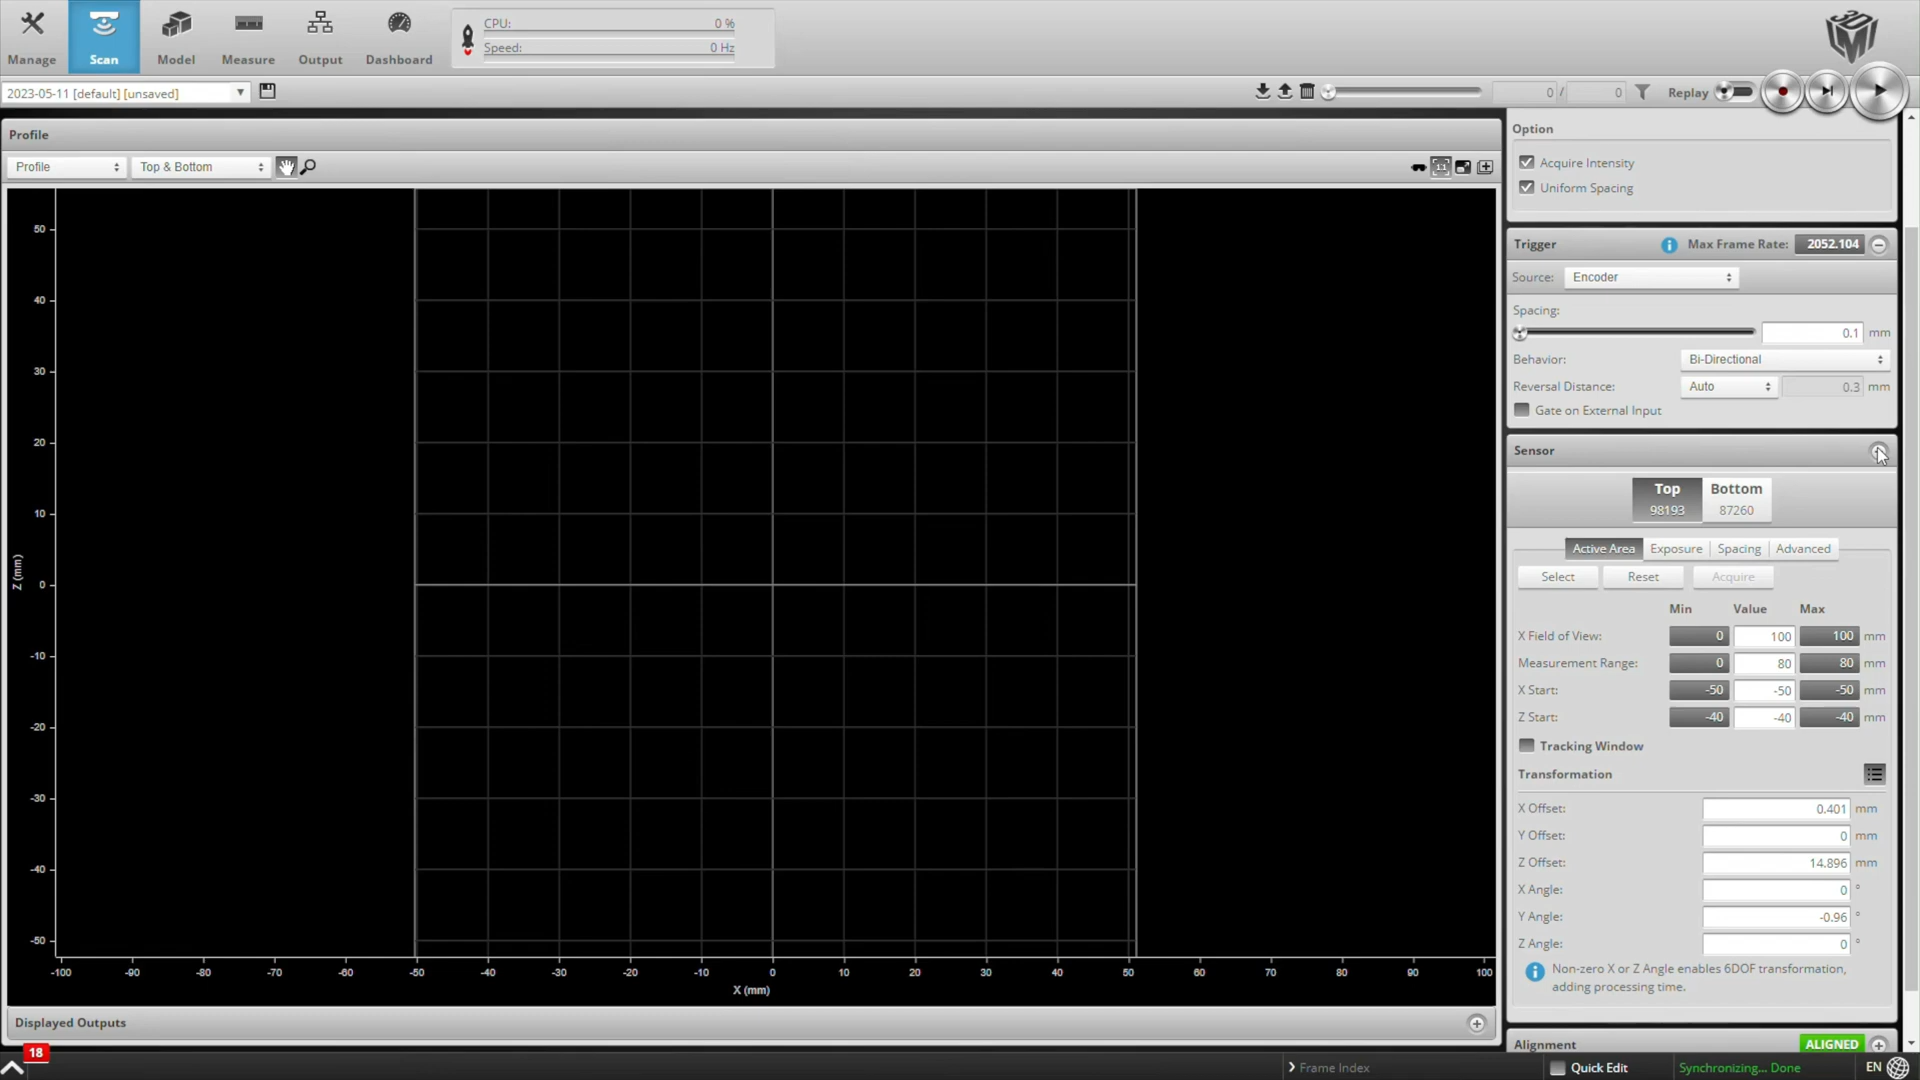 Manage
Scan
Model
Measure
Output
Dashboard
CPU: 0 %
Speed: 0 Hz
2023-05-11 [default] [unsaved]
0 / 0
Replay
Profile
Profile
Top & Bottom
50
40
30
20
10
0
-10
-20
-30
-40
-50
Z (mm)
-100 -90 -80 -70 -60 -50 -40 -30 -20 -10 0 10 20 30 40 50 60 70 80 90 100
X (mm)
Displayed Outputs
Option
Acquire Intensity
Uniform Spacing
Trigger
Max Frame Rate: 2052.104
Source: Encoder
Spacing:
0.1 mm
Behavior: Bi-Directional
Reversal Distance: Auto 0.3 mm
Gate on External Input
Sensor
Top Bottom
98193 87260
Active Area Exposure Spacing Advanced
Select Reset Acquire
Min Value Max
X Field of View: 0 100 100 mm
Measurement Range: 0 80 80 mm
X Start: -50 -50 -50 mm
Z Start: -40 -40 -40 mm
Tracking Window
Transformation
X Offset: 0.401 mm
Y Offset: 0 mm
Z Offset: 14.896 mm
X Angle: 0 °
Y Angle: -0.96 °
Z Angle: 0 °
Non-zero X or Z Angle enables 6DOF transformation,
adding processing time.
Alignment ALIGNED
18
Frame Index
Quick Edit
Synchronizing... Done
EN